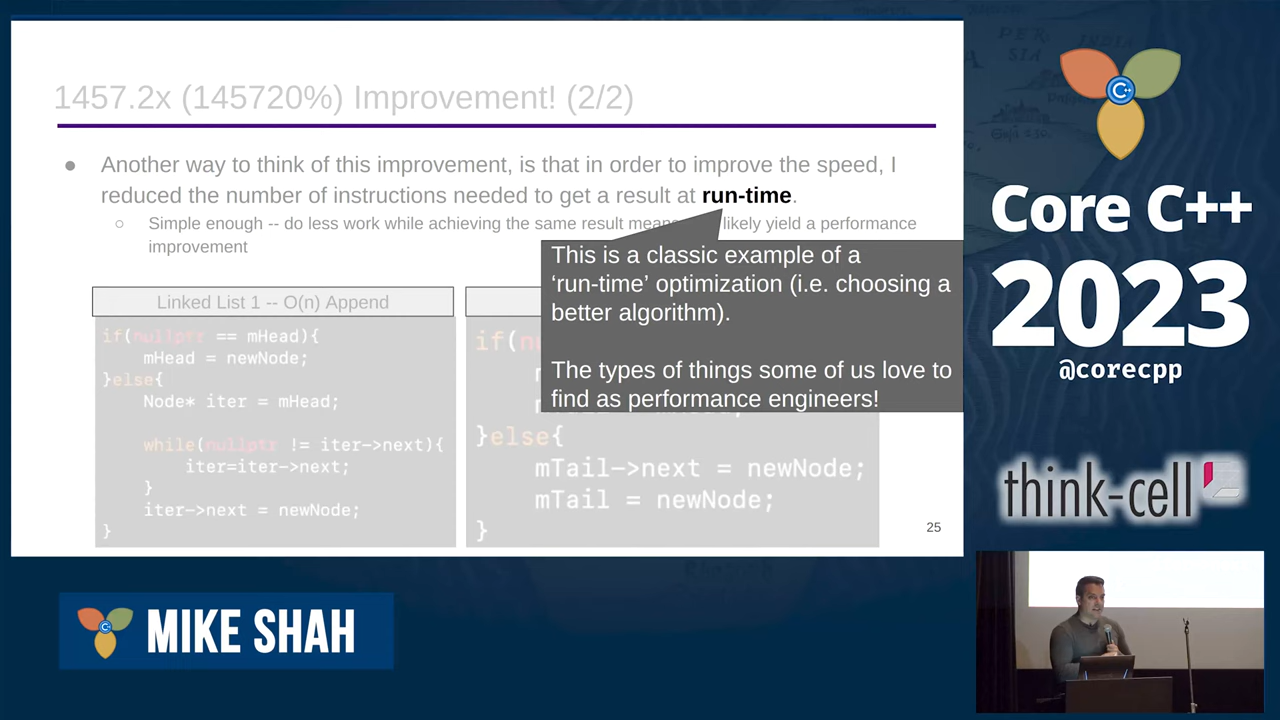 1457.2x (145720%) Improvement! (2/2)
● Another way to think of this improvement, is that in order to improve the speed, I
reduced the number of instructions needed to get a result at run-time.
○ Simple enough -- do less work while achieving the same result likely yield a performance
improvement
This is a classic example of a
‘run-time’ optimization (i.e. choosing a
better algorithm).
The types of things some of us love to
find as performance engineers!
Linked List 1 -- O(n) Append
if(nullptr == mHead){
mHead = newNode;
}else{
Node* iter = mHead;
while(nullptr != iter->next){
iter=iter->next;
}
iter->next = newNode;
}
if(
}else{
mTail->next = newNode;
mTail = newNode;
}
25
C++
Core C++
2023
@corecpp
think-cell
C++
MIKE SHAH